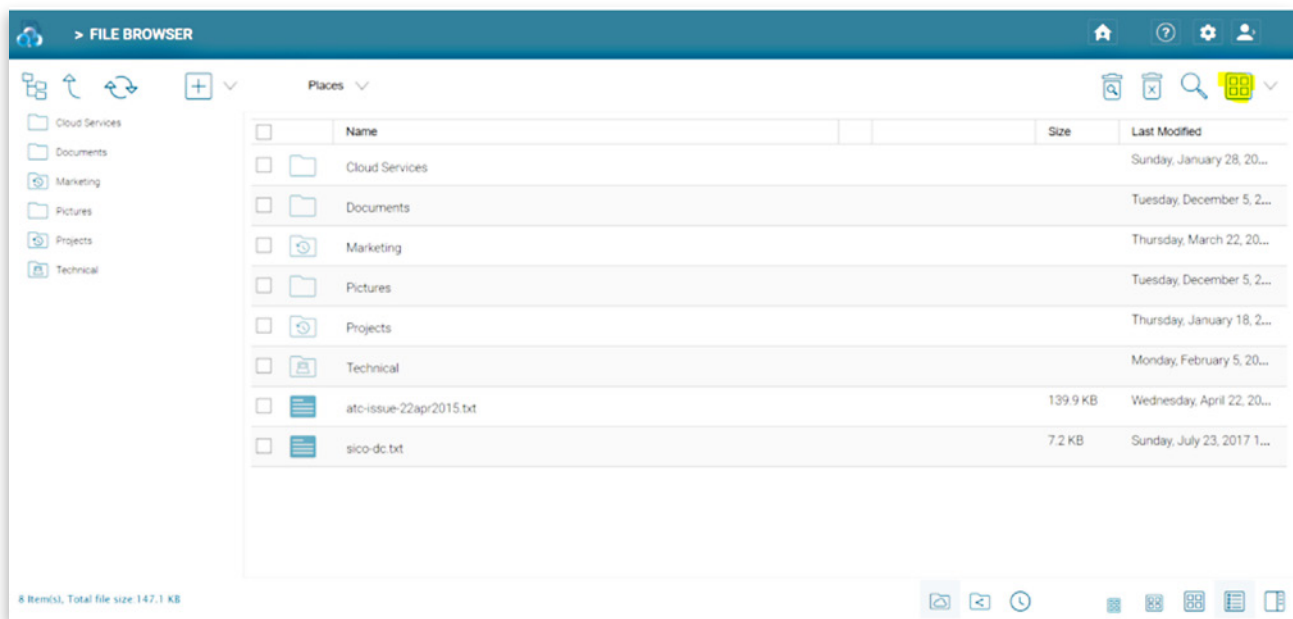 > FILE BROWSER
Places
Cloud Services
Documents
Marketing
Pictures
Projects
Technical
Name Size Last Modified
Cloud Services Sunday, January 28, 20...
Documents Tuesday, December 5, 2...
Marketing Thursday, March 22, 20...
Pictures Tuesday, December 5, 2...
Projects Thursday, January 18, 2...
Technical Monday, February 5, 20...
atc-issue-22apr2015.txt 139.9 KB Wednesday, April 22, 20...
sico-dc.txt 7.2 KB Sunday, July 23, 2017 1...
8 Item(s), Total file size:147.1 KB